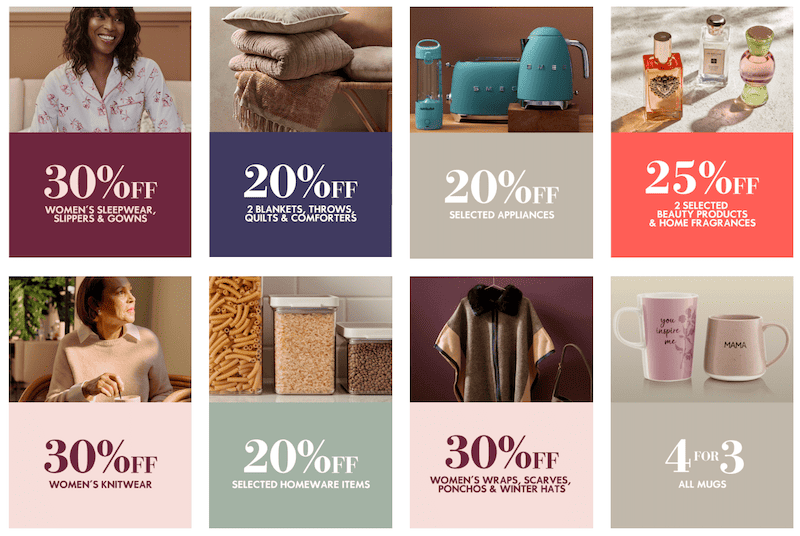 SMEG
SMEG
30%OFF
WOMEN'S SLEEPWEAR,
SLIPPERS & GOWNS
20%OFF
2 BLANKETS, THROWS,
QUILTS & COMFORTERS
20%OFF
SELECTED APPLIANCES
25%OFF
2 SELECTED
BEAUTY PRODUCTS
& HOME FRAGRANCES
you
inspire
me
MAMA
30%OFF
WOMEN'S KNITWEAR
20%OFF
SELECTED HOMEWARE ITEMS
30%OFF
WOMEN'S WRAPS, SCARVES,
PONCHOS & WINTER HATS
4 FOR 3
ALL MUGS